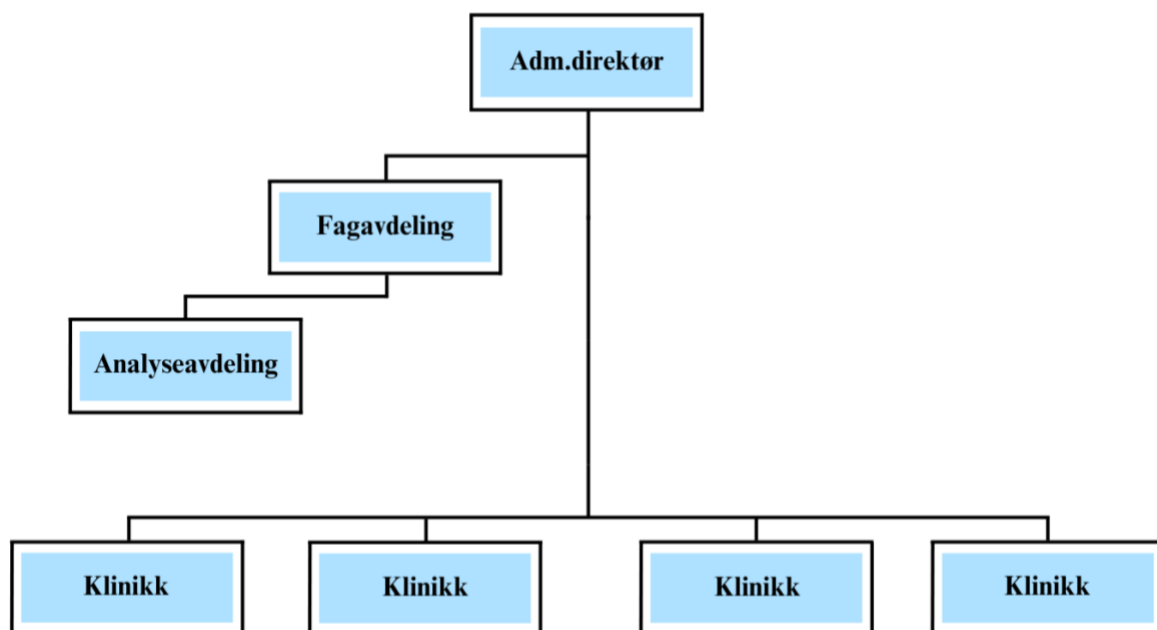 Adm.direktør
Fagavdeling
Analyseavdeling
Klinikk
Klinikk
Klinikk
Klinikk